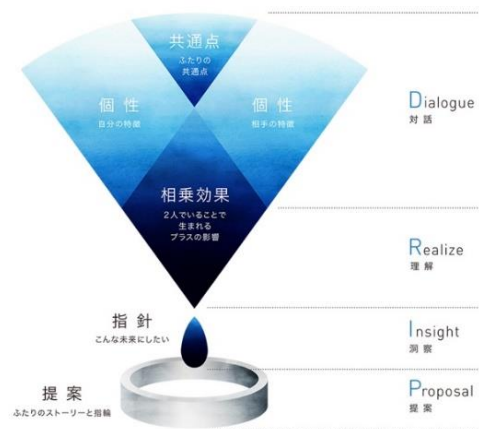 共通点
ふたりの
共通点
個性
自分の特徴
個性
相手の特徴
Dialogue
対話
相乗効果
2人でいることで
生まれる
プラスの影響
Realize
理解
指針
こんな未来にしたい
Insight
洞察
提案
ふたりのストーリーと指輪
Proposal
提案